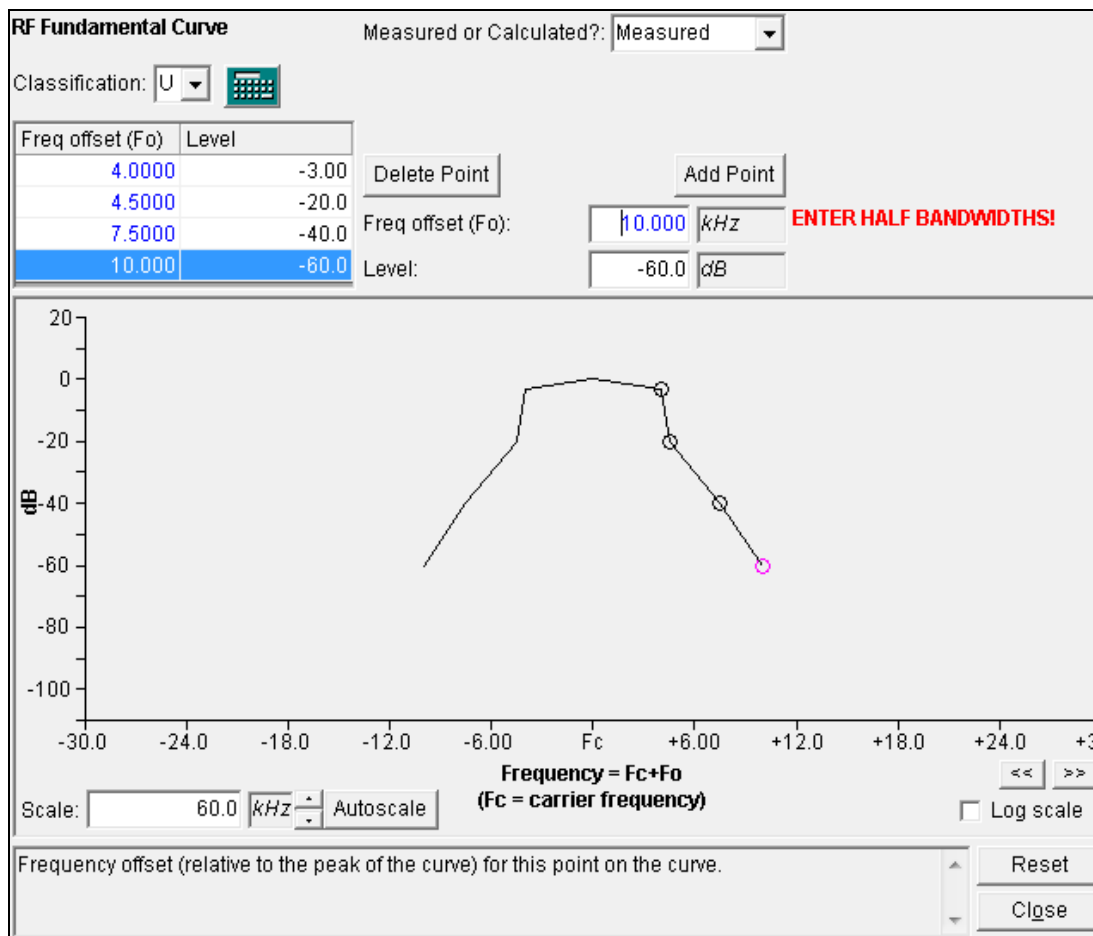 RF Fundamental Curve
Measured or Calculated?: Measured
Classification: U
Freq offset (Fo) Level
4.0000 -3.00
4.5000 -20.0
7.5000 -40.0
10.000 -60.0
Delete Point Add Point
Freq offset (Fo): 10.000 kHz ENTER HALF BANDWIDTHS!
Level: -60.0 dB
20
0
-20
-40
-60
-80
-100
dB
-30.0 -24.0 -18.0 -12.0 -6.00 Fc +6.00 +12.0 +18.0 +24.0 +3
Frequency = Fc+Fo
(Fc = carrier frequency)
<< >>
Scale: 60.0 kHz Autoscale
Log scale
Frequency offset (relative to the peak of the curve) for this point on the curve.
Reset
Close